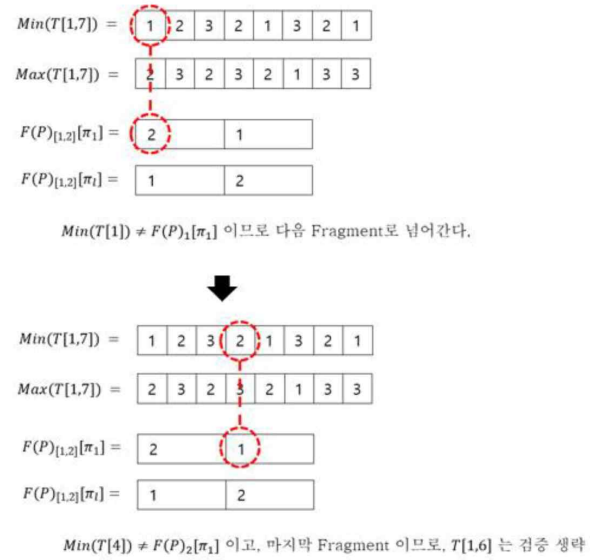 Min(T[1,7]) = 1 2 3 2 1 3 2 1
Max(T[1,7]) = 2 3 2 3 2 1 3 3
F(P)[1,2][π1] = 2 1
F(P)[1,2][πl] = 1 2
Min(T[1]) ≠ F(P)1[π1] 이므로 다음 Fragment로 넘어간다.
Min(T[1,7]) = 1 2 3 2 1 3 2 1
Max(T[1,7]) = 2 3 2 3 2 1 3 3
F(P)[1,2][π1] = 2 1
F(P)[1,2][πl] = 1 2
Min(T[4]) ≠ F(P)2[π1] 이고, 마지막 Fragment 이므로, T[1,6] 는 검증 생략